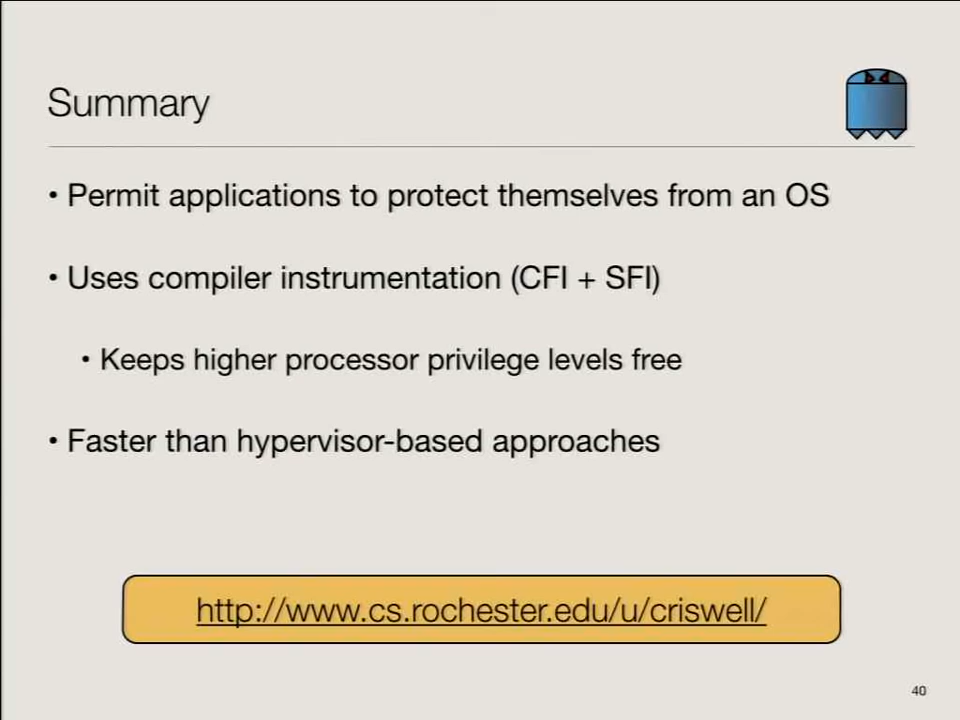 Summary
• Permit applications to protect themselves from an OS
• Uses compiler instrumentation (CFI + SFI)
• Keeps higher processor privilege levels free
• Faster than hypervisor-based approaches
http://www.cs.rochester.edu/u/criswell/
40